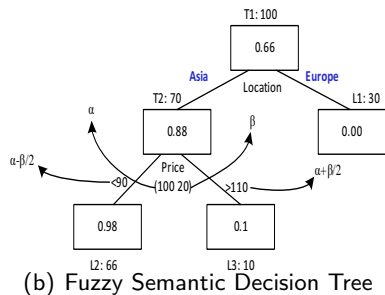 T1: 100
0.66
Asia
Europe
Location
T2: 70
L1: 30
α
β
0.88
0.00
Price
α-β/2
<90
(100 20)
>110
α+β/2
0.98
0.1
L2: 66
L3: 10
(b) Fuzzy Semantic Decision Tree